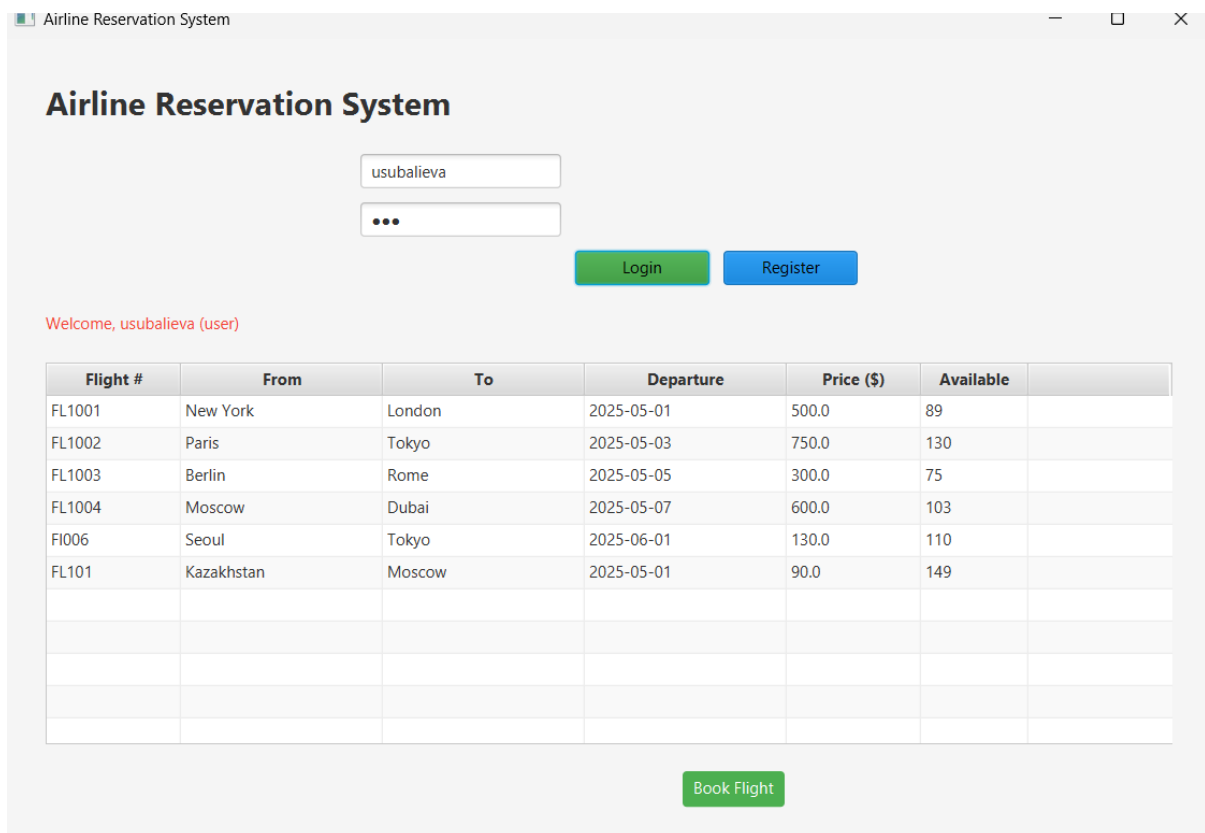 Airline Reservation System
Airline Reservation System
usubalieva
•••
Login Register
Welcome, usubalieva (user)
Flight # From To Departure Price ($) Available
FL1001 New York London 2025-05-01 500.0 89
FL1002 Paris Tokyo 2025-05-03 750.0 130
FL1003 Berlin Rome 2025-05-05 300.0 75
FL1004 Moscow Dubai 2025-05-07 600.0 103
Fl006 Seoul Tokyo 2025-06-01 130.0 110
FL101 Kazakhstan Moscow 2025-05-01 90.0 149
Book Flight